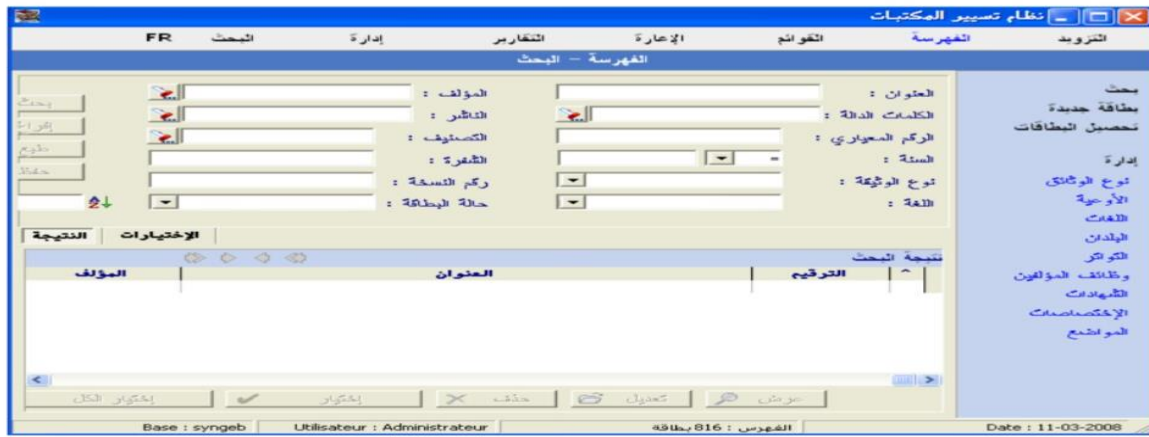 نظام تسيير المكتبات
التزويد الفهرسة القوائم الإعارة التقارير إدارة البحث FR
الفهرسة - البحث
بحث
بطاقة جديدة
تحصيل البطاقات
إدارة
نوع الوثائق
الأوعية
اللغات
البلدان
التواتر
وظائف المؤلفين
الشهادات
الإختصاصات
المواضيع
العنوان : المؤلف :
الكلمات الدالة : الناشر :
الرقم المعياري : التصنيف :
السنة : = الشفرة :
نوع الوثيقة : رقم النسخة :
اللغة : حالة البطاقة :
بحث
إفراغ
طبع
حفظ
الإختيارات النتيجة
نتيجة البحث
^ الترقيم العنوان المؤلف
عرض تعديل حذف إختيار إختيار الكل
Date : 11-03-2008 الفهرس : 816 بطاقة Utilisateur : Administrateur Base : syngeb